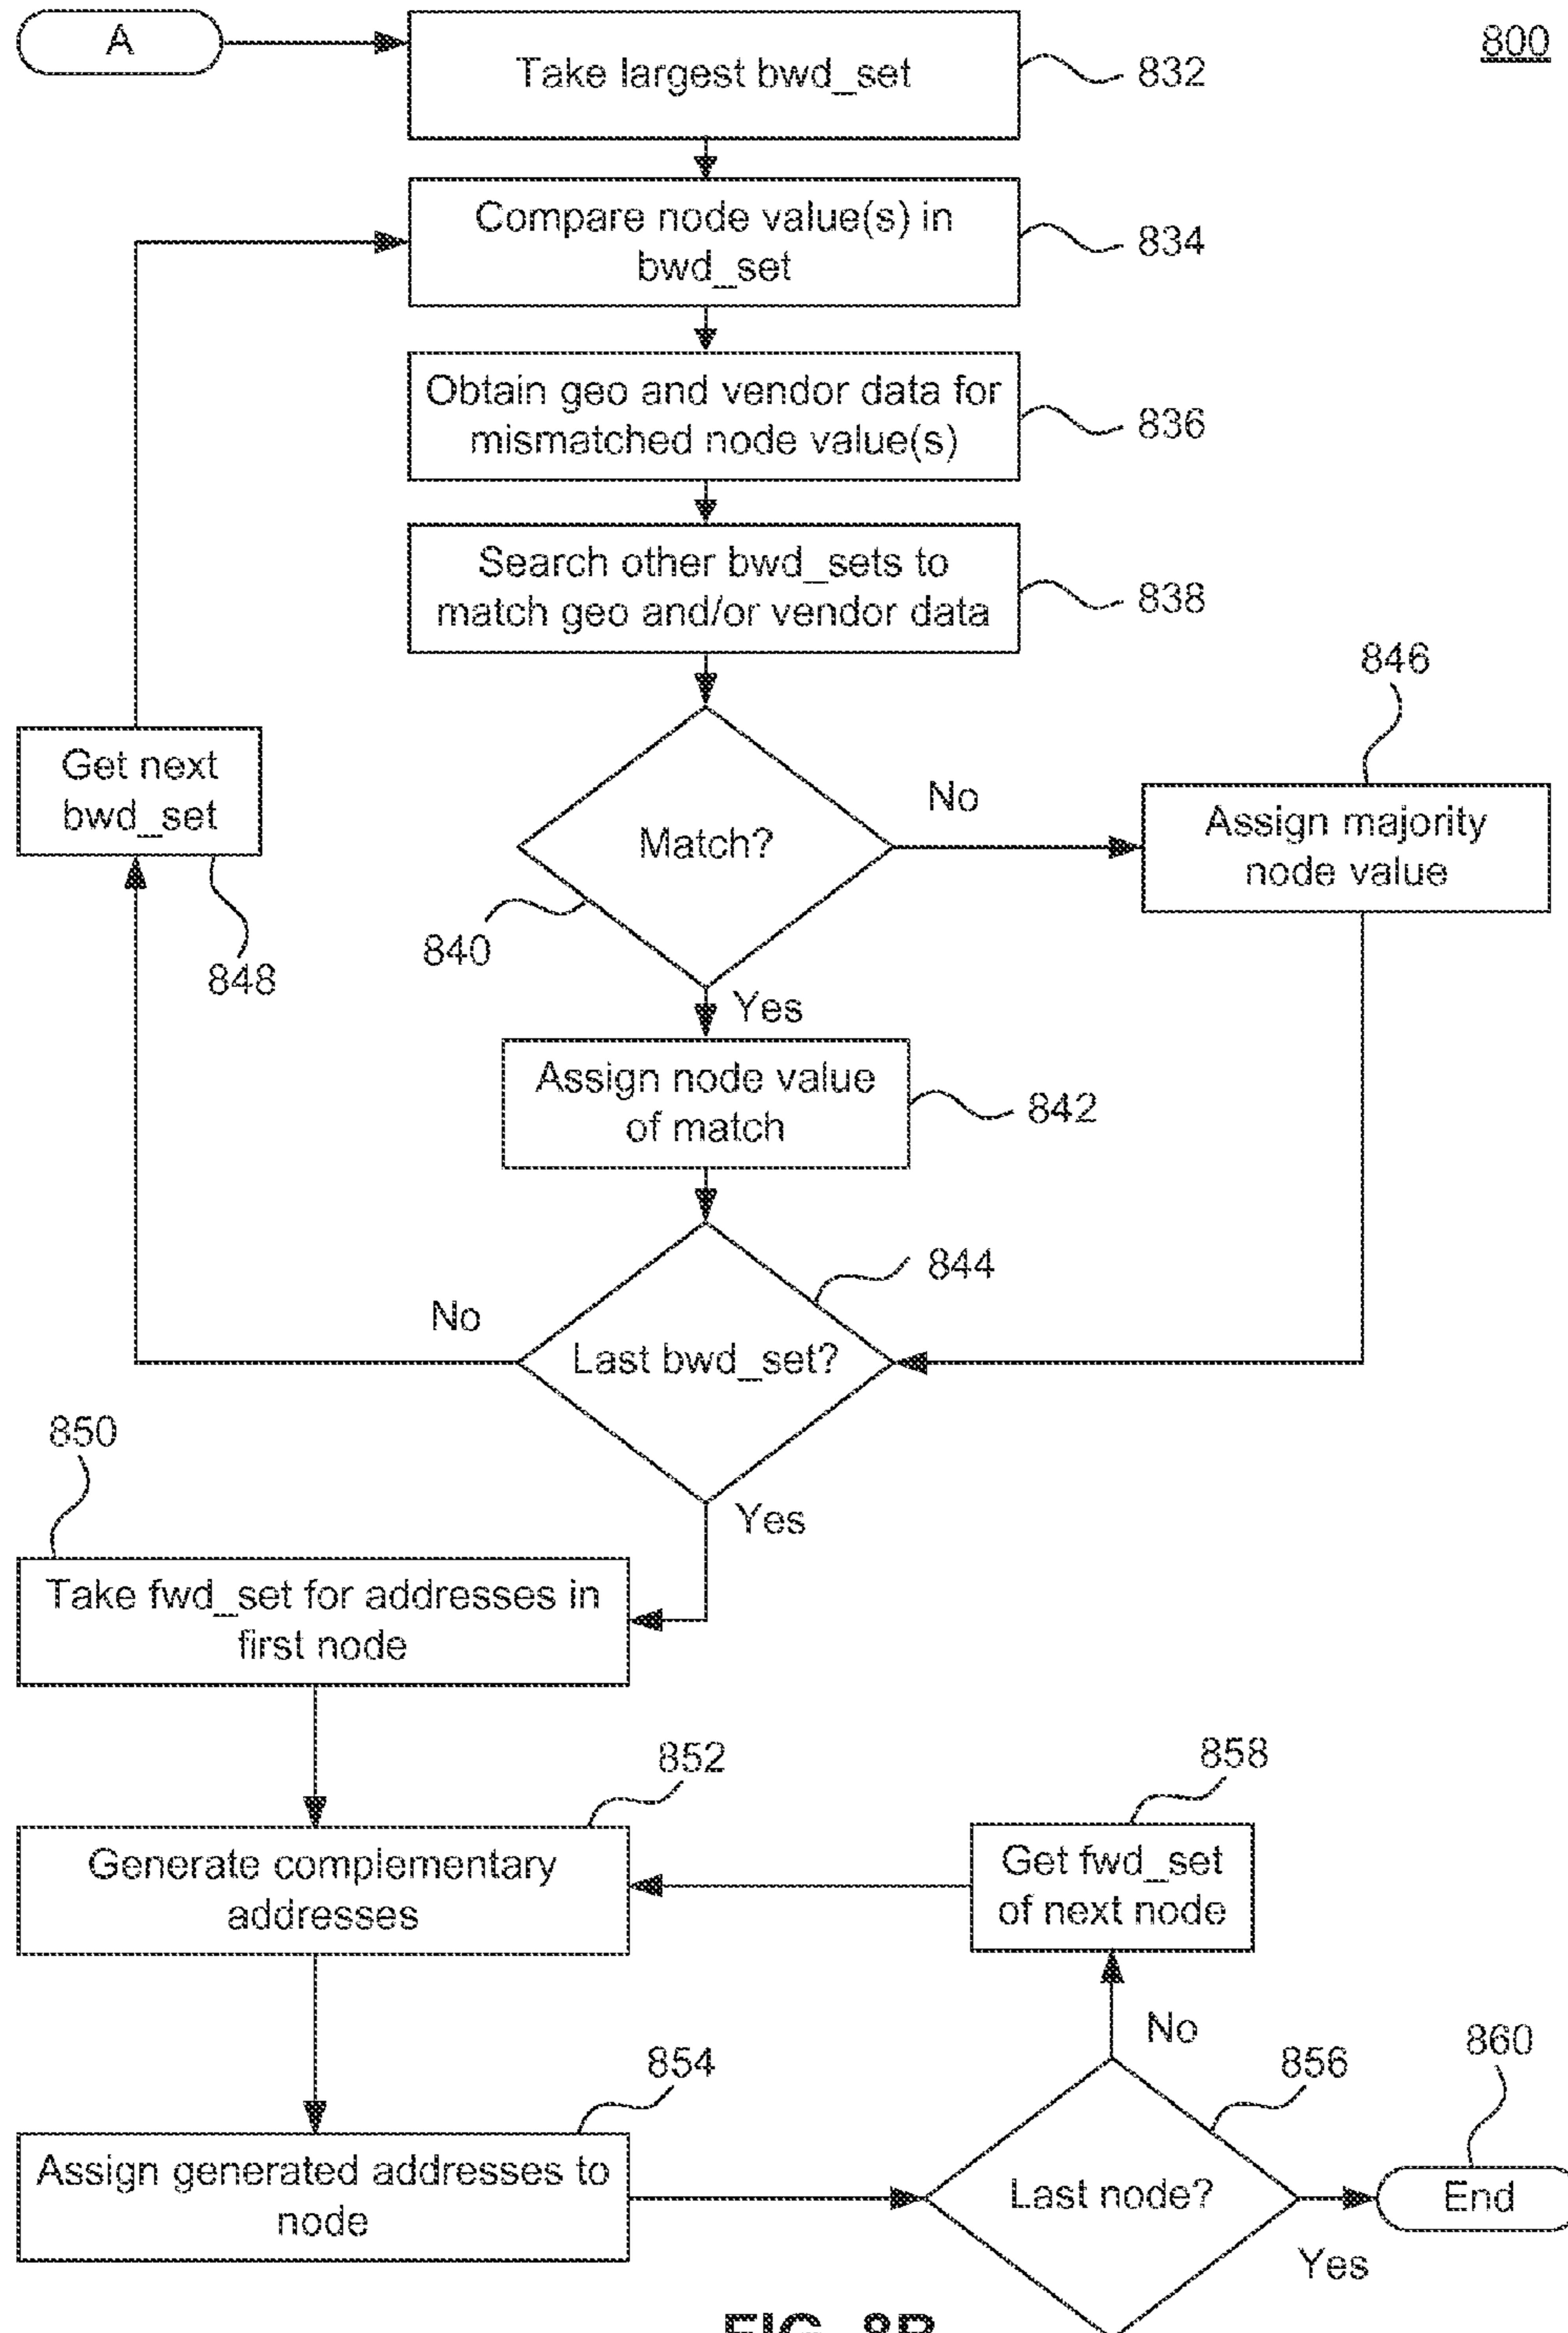 A
800
Take largest bwd_set
832
Compare node value(s) in
bwd_set
834
Obtain geo and vendor data for
mismatched node value(s)
836
Search other bwd_sets to
match geo and/or vendor data
838
846
Get next
bwd_set
848
Match?
No
840
Assign majority
node value
Yes
Assign node value
of match
842
844
No
Last bwd_set?
850
Yes
Take fwd_set for addresses in
first node
852
858
Generate complementary
addresses
Get fwd_set
of next node
No
854
856
860
Assign generated addresses to
node
Last node?
End
Yes
FIG. 8B